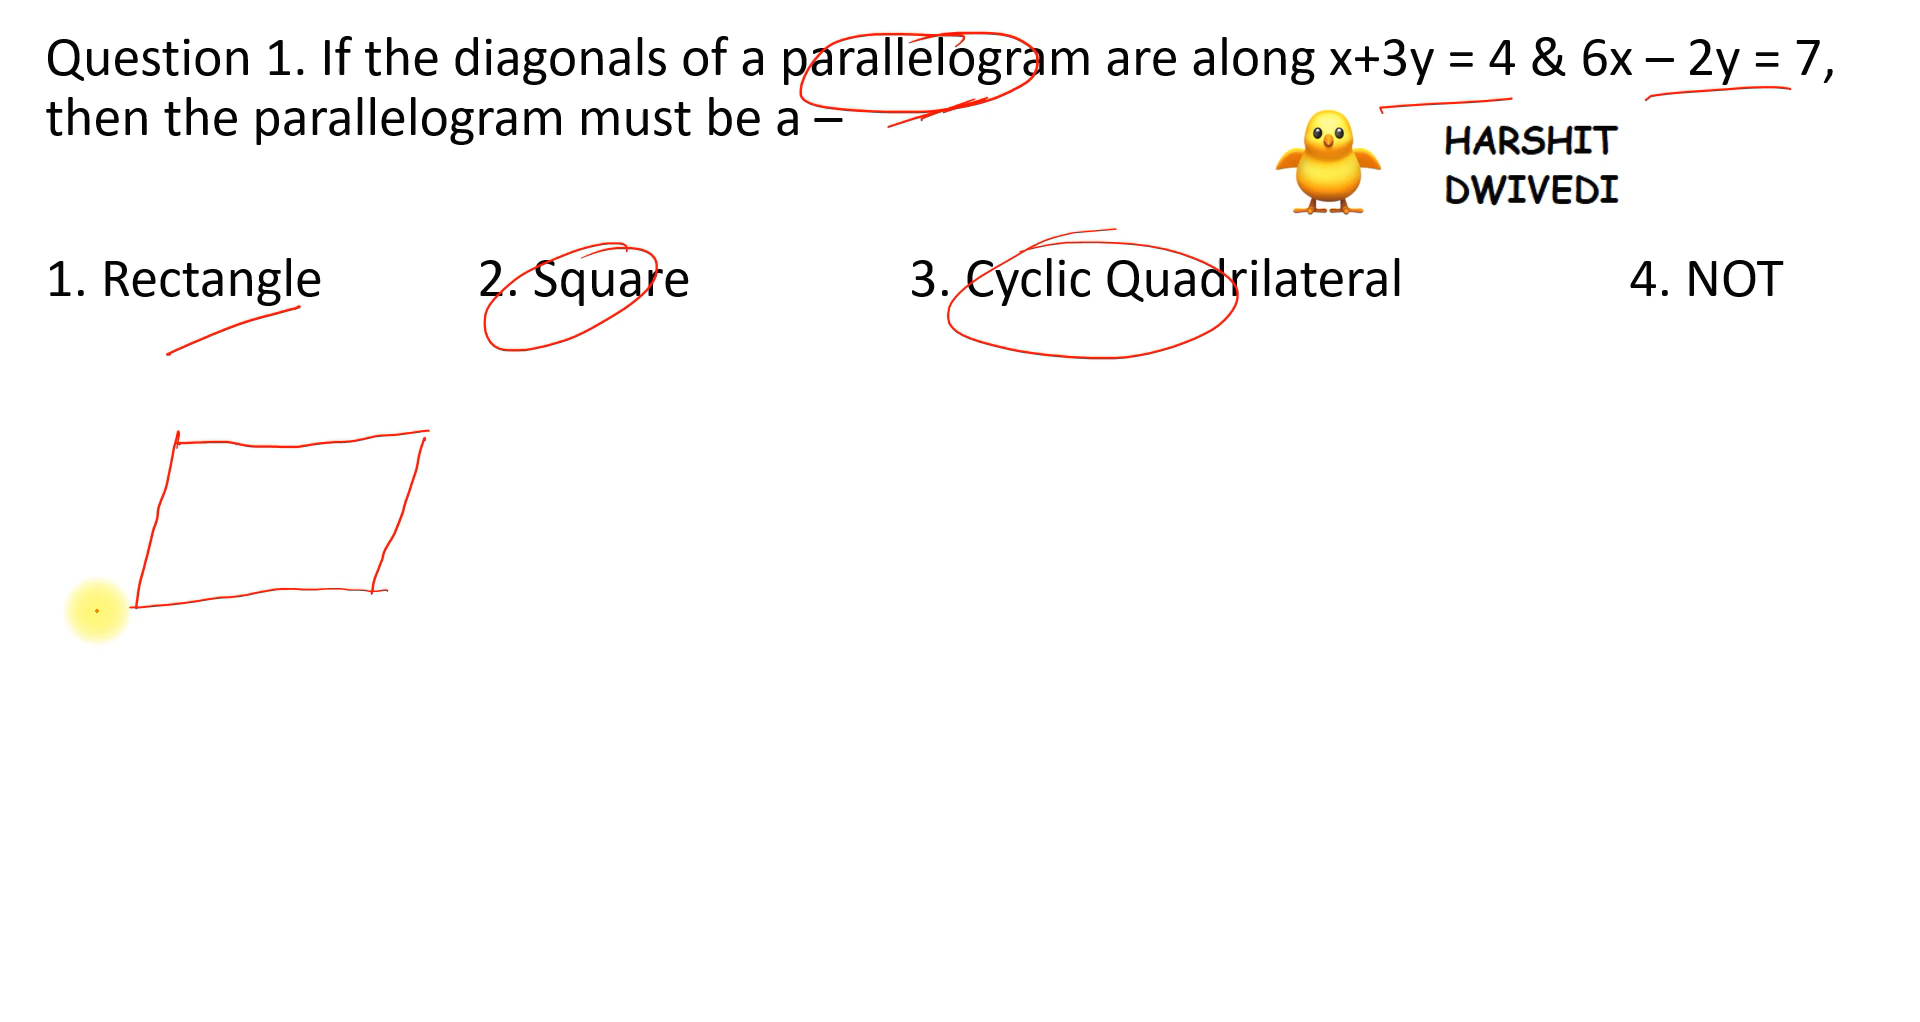 Question 1. If the diagonals of a parallelogram are along x+3y = 4 & 6x – 2y = 7,
then the parallelogram must be a –
HARSHIT
DWIVEDI
1. Rectangle 2. Square 3. Cyclic Quadrilateral 4. NOT